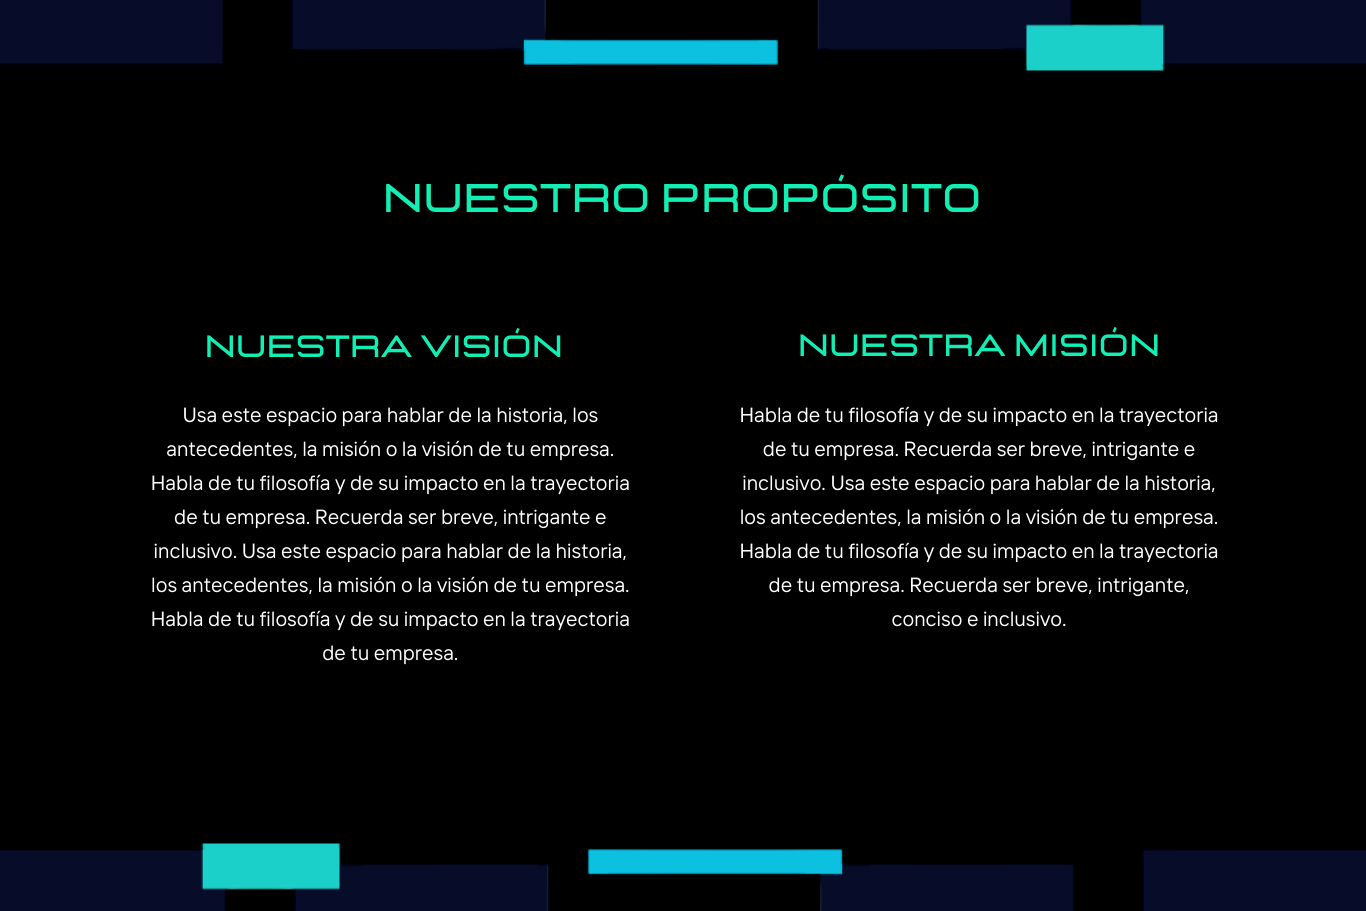 NUESTRO PROPÓSITO
NUESTRA VISIÓN
Usa este espacio para hablar de la historia, los
antecedentes, la misión o la visión de tu empresa.
Habla de tu filosofía y de su impacto en la trayectoria
de tu empresa. Recuerda ser breve, intrigante e
inclusivo. Usa este espacio para hablar de la historia,
los antecedentes, la misión o la visión de tu empresa.
Habla de tu filosofía y de su impacto en la trayectoria
de tu empresa.
NUESTRA MISIÓN
Habla de tu filosofía y de su impacto en la trayectoria
de tu empresa. Recuerda ser breve, intrigante e
inclusivo. Usa este espacio para hablar de la historia,
los antecedentes, la misión o la visión de tu empresa.
Habla de tu filosofía y de su impacto en la trayectoria
de tu empresa. Recuerda ser breve, intrigante,
conciso e inclusivo.